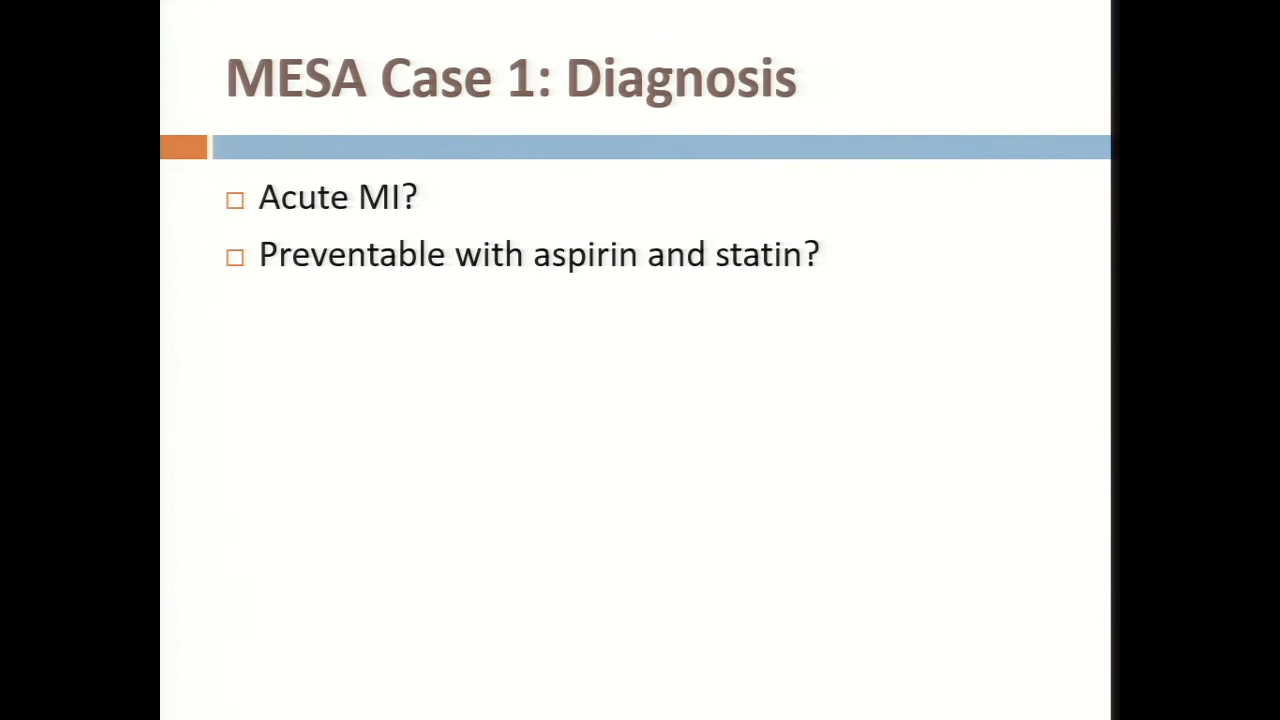 MESA Case 1: Diagnosis
Acute MI?
Preventable with aspirin and statin?